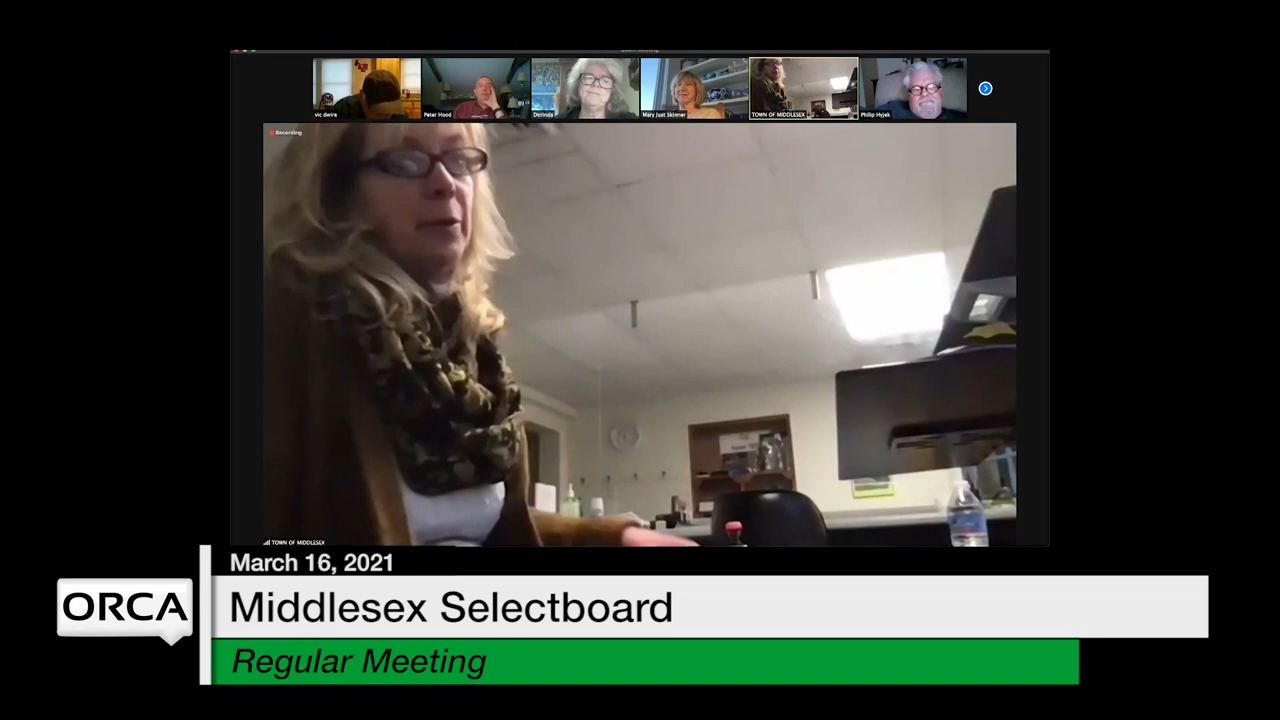 vic dwire
Peter Hood
Dorinda
Mary Just Skinner
TOWN OF MIDDLESEX
Philip Hyjek
Recording
TOWN OF MIDDLESEX
March 16, 2021
ORCA
Middlesex Selectboard
Regular Meeting